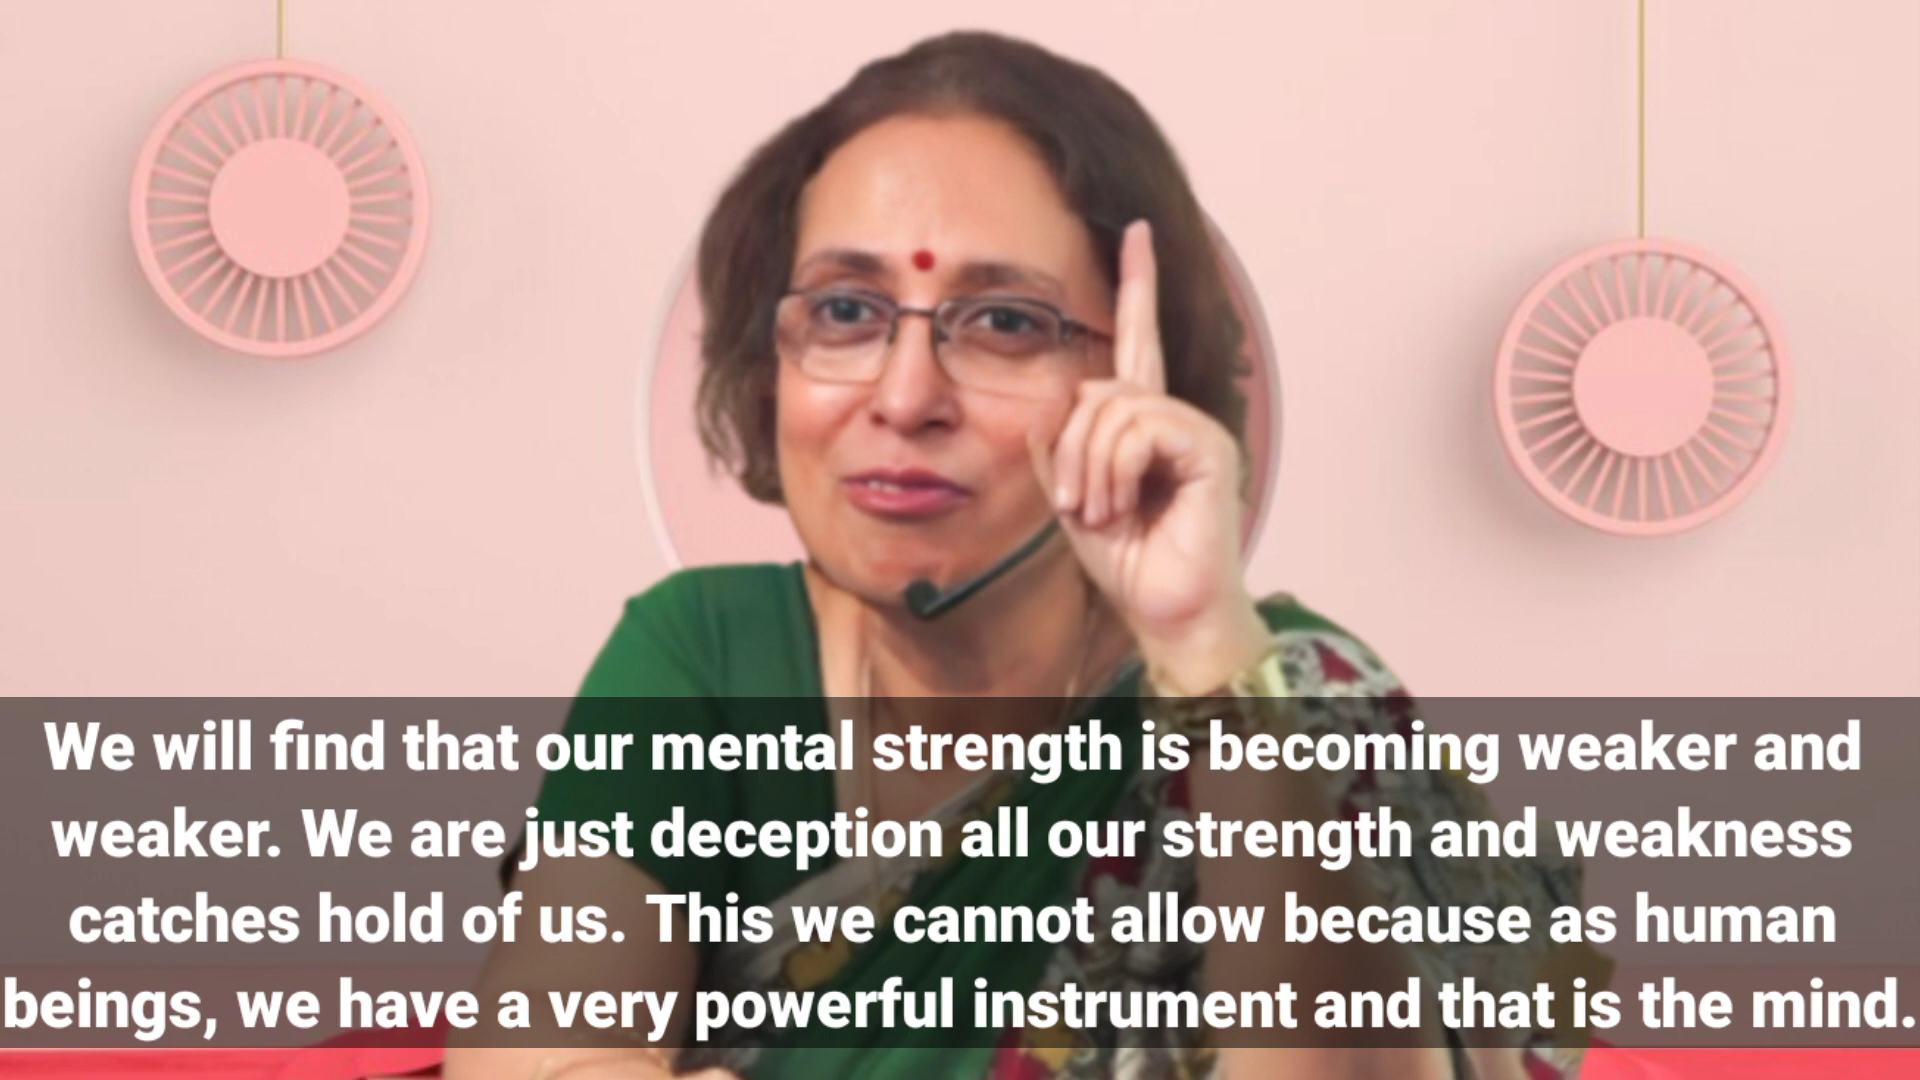 We will find that our mental strength is becoming weaker and
weaker. We are just deception all our strength and weakness
catches hold of us. This we cannot allow because as human
beings, we have a very powerful instrument and that is the mind.